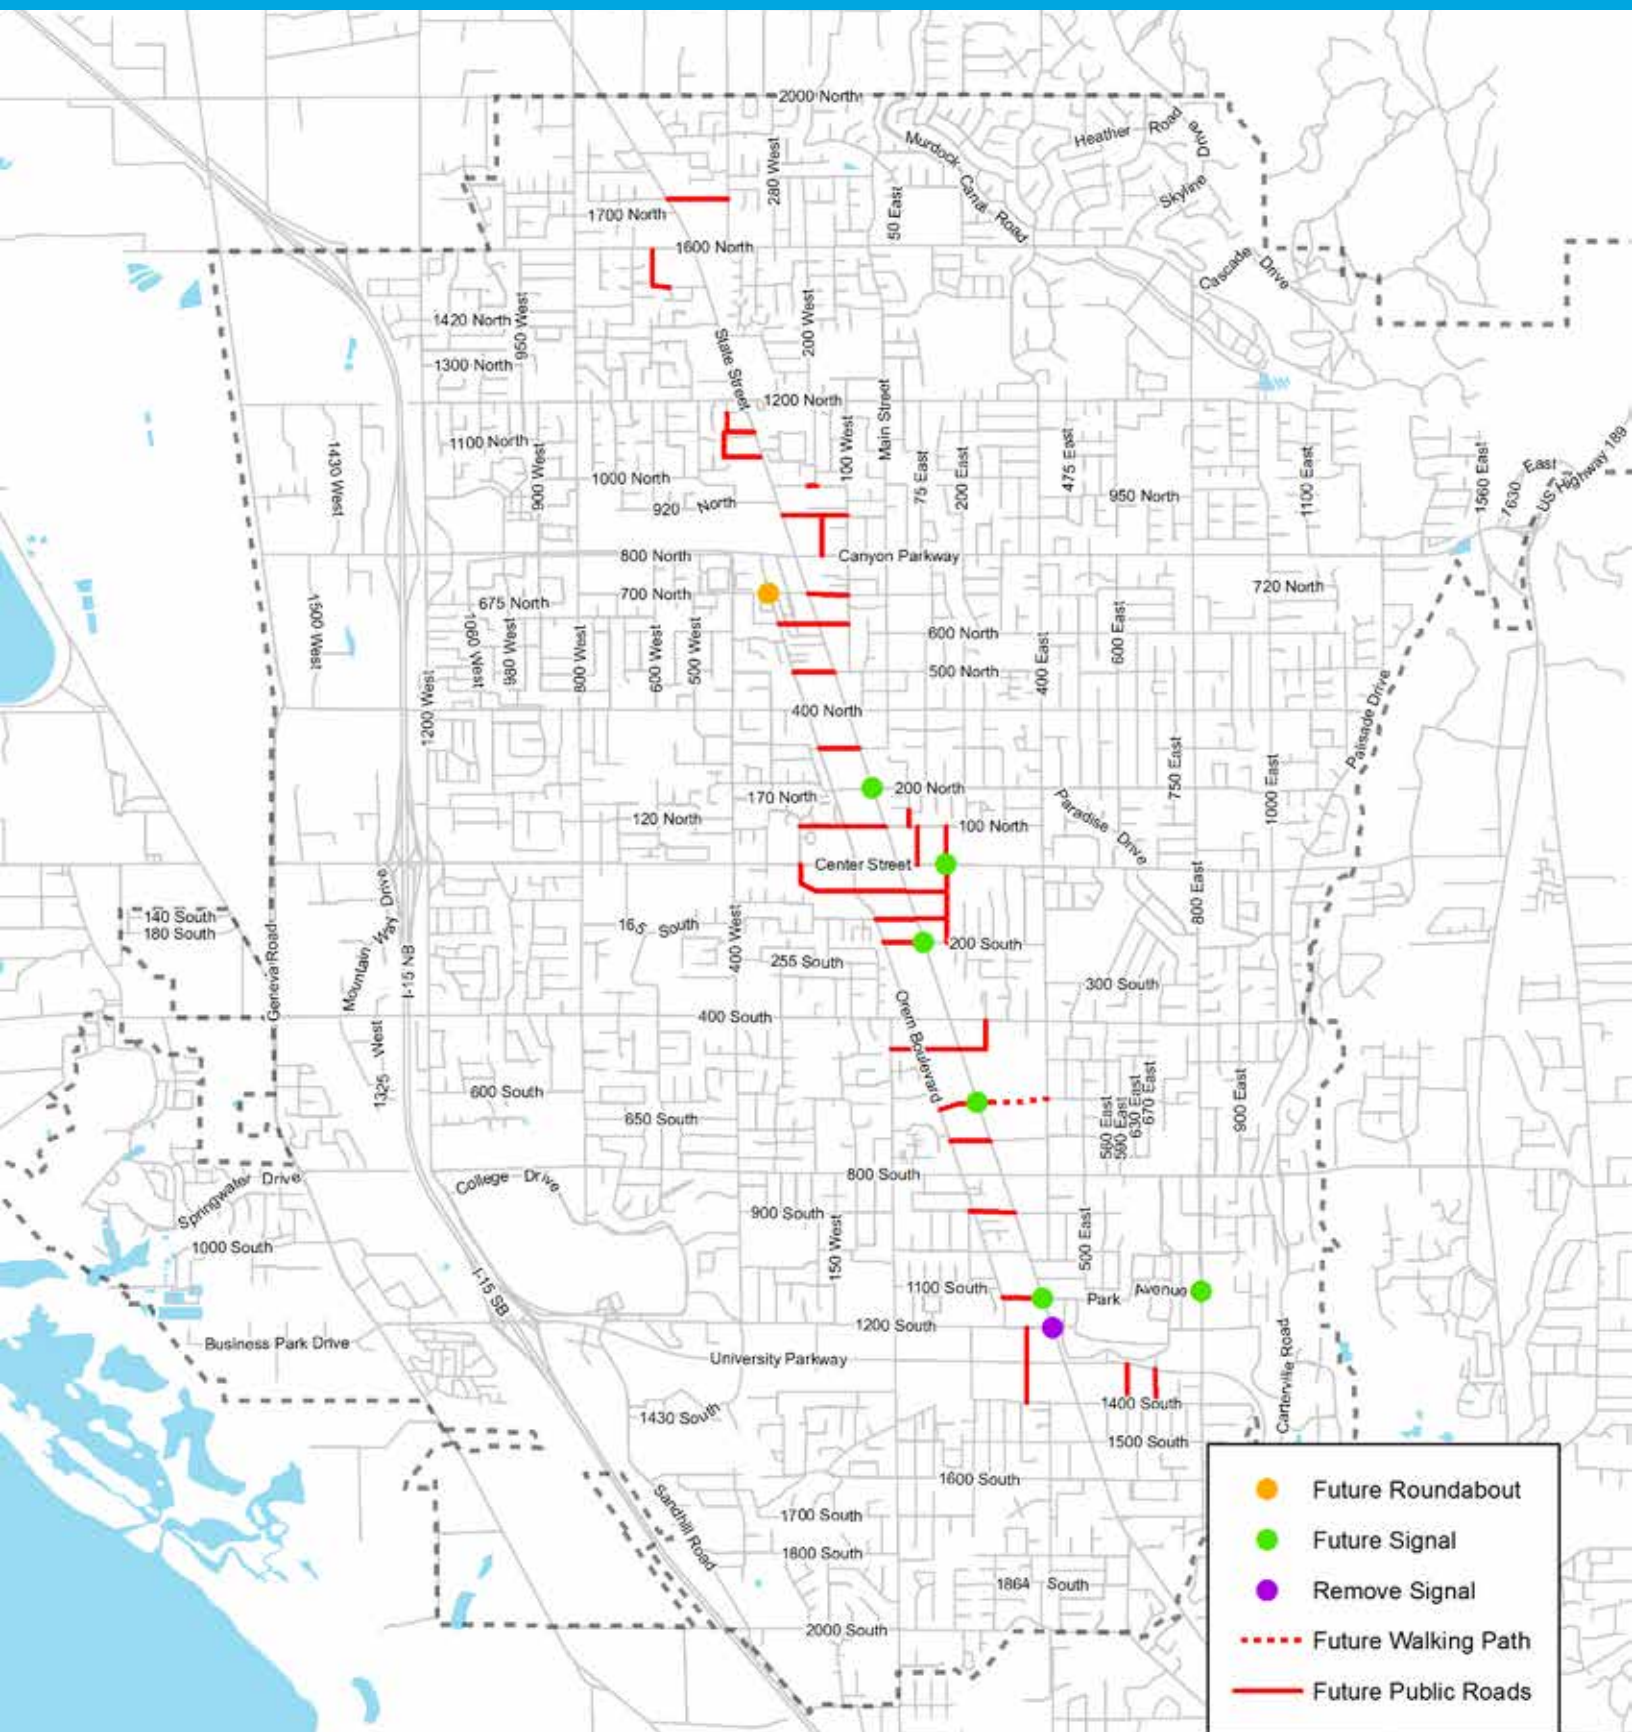 2000 North
Heather Road
Skyline Drive
Murdock Canal Road
280 West
50 East
1700 North
1600 North
Cascade Drive
1420 North
950 West
200 West
State Street
1300 North
1200 North
Main Street
100 West
1100 North
900 West
1430 West
1000 North
920 North
75 East
200 East
475 East
950 North
1100 East
1560 East
1630 East
US Highway 189
800 North
Canyon Parkway
720 North
675 North
700 North
1500 West
1060 West
980 West
800 West
600 West
500 West
600 North
500 North
400 East
600 East
1200 West
400 North
Palisade Drive
750 East
1000 East
170 North
200 North
120 North
100 North
Paradise Drive
Center Street
800 East
Mountain Way Drive
140 South
180 South
Geneva Road
I-15 NB
165 South
400 West
255 South
200 South
300 South
Orem Boulevard
400 South
1325 West
600 South
650 South
560 East
580 East
630 East
670 East
900 East
800 South
College Drive
Springwater Drive
900 South
150 West
500 East
1000 South
I-15 SB
1100 South
Park Avenue
1200 South
Business Park Drive
University Parkway
Carterville Road
1430 South
1400 South
1500 South
1600 South
Sandhill Road
1700 South
1800 South
1864 South
2000 South
Future Roundabout
Future Signal
Remove Signal
Future Walking Path
Future Public Roads